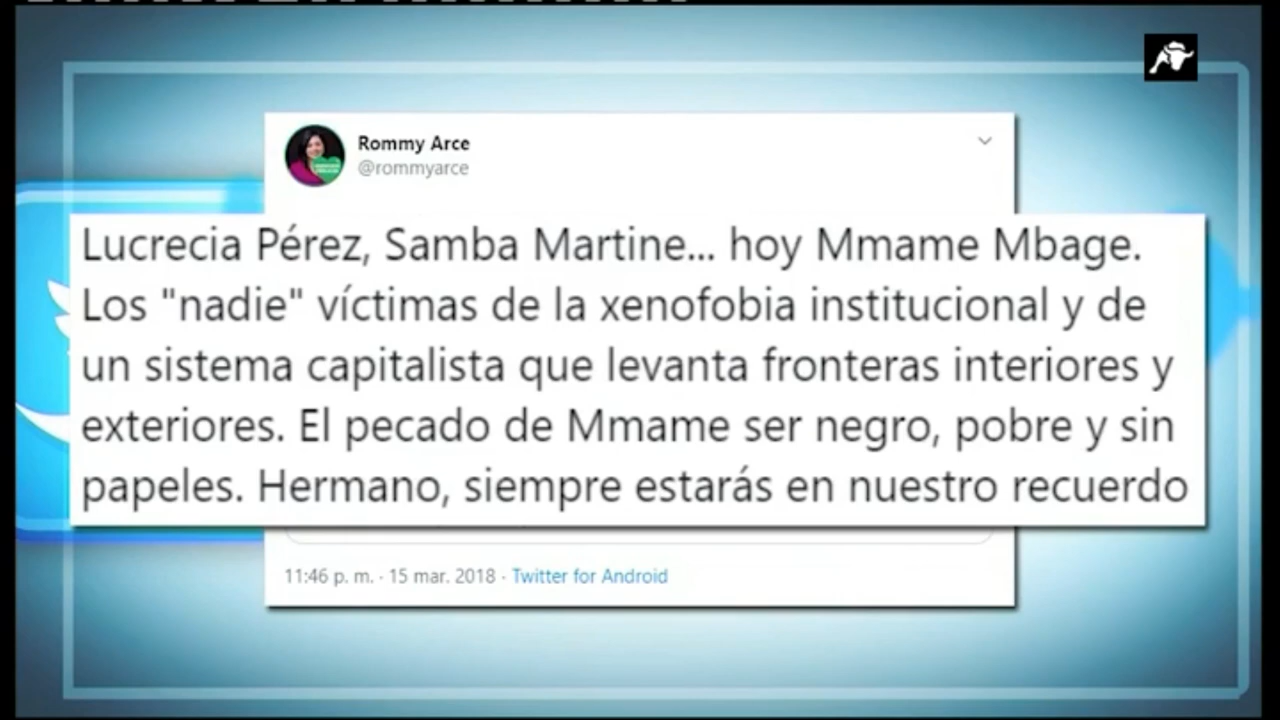 Rommy Arce
@rommyarce
Lucrecia Pérez, Samba Martine... hoy Mmame Mbage.
Los "nadie" víctimas de la xenofobia institucional y de
un sistema capitalista que levanta fronteras interiores y
exteriores. El pecado de Mmame ser negro, pobre y sin
papeles. Hermano, siempre estarás en nuestro recuerdo
11:46 p. m. · 15 mar. 2018 · Twitter for Android